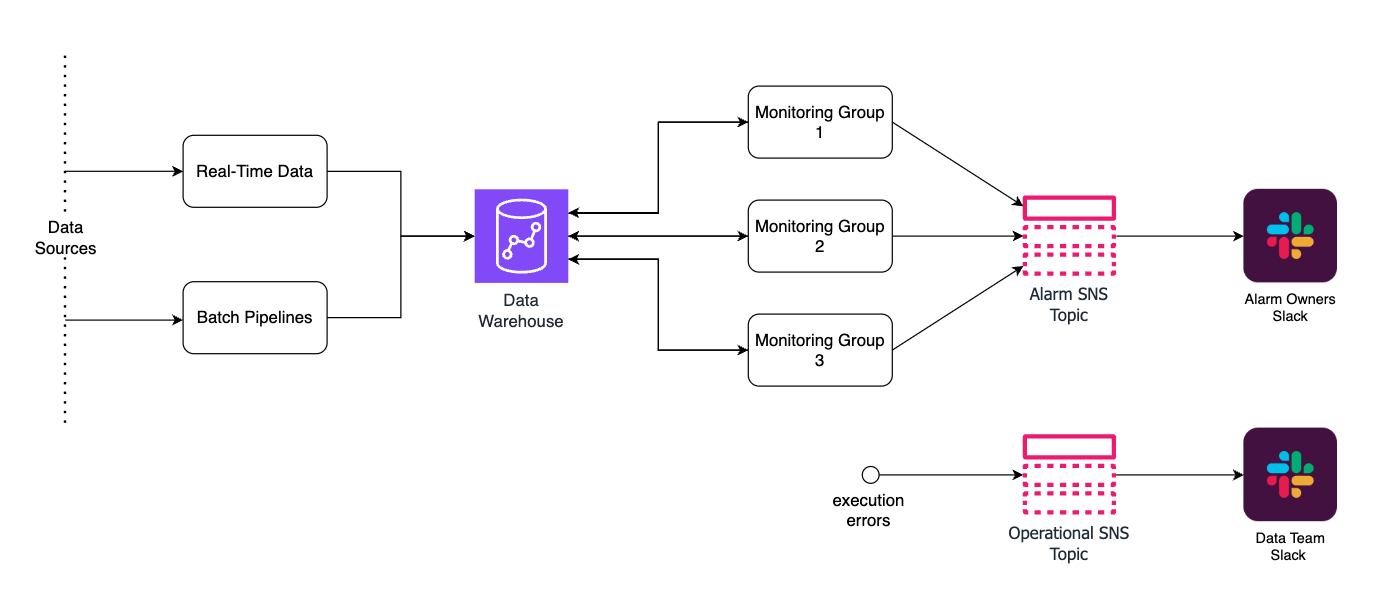 Data
Sources
Real-Time Data
Batch Pipelines
Data
Warehouse
Monitoring Group
1
Monitoring Group
2
Monitoring Group
3
Alarm SNS
Topic
Alarm Owners
Slack
execution
errors
Operational SNS
Topic
Data Team
Slack